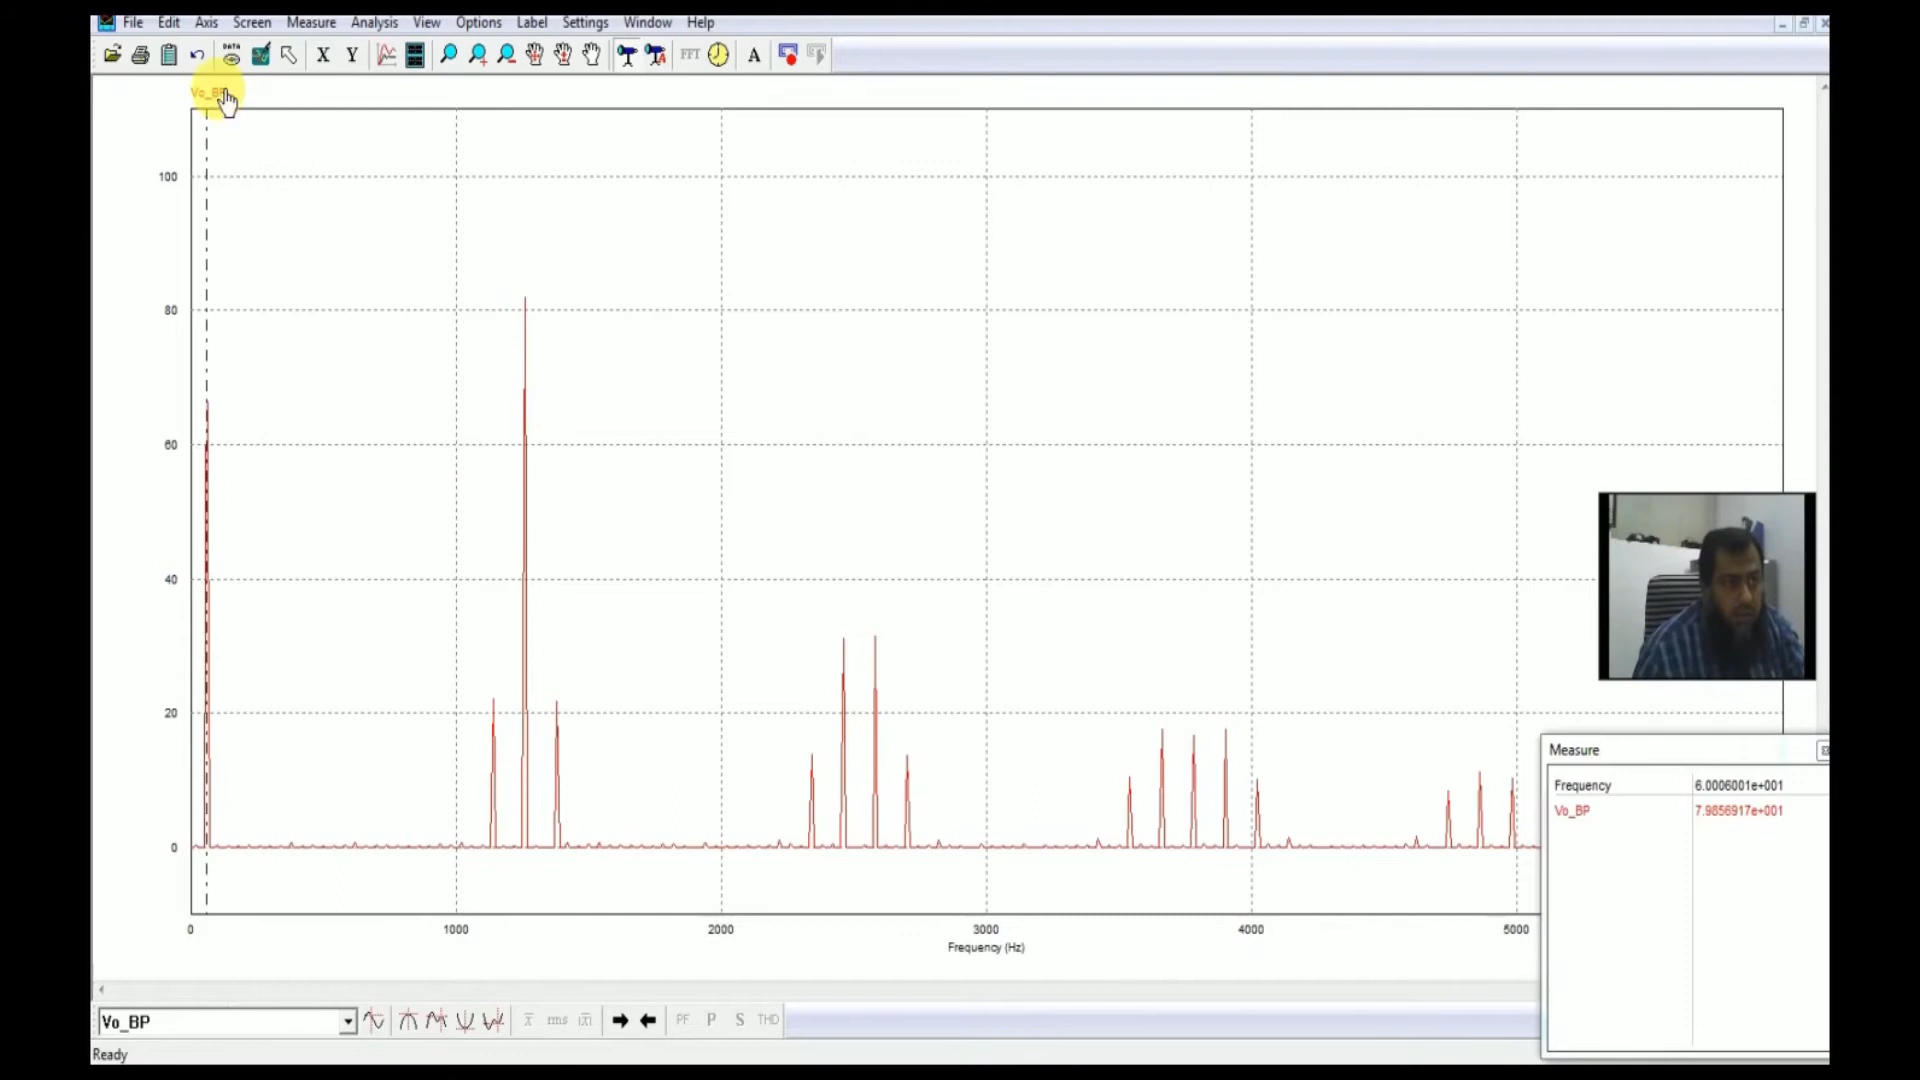 File Edit Axis Screen Measure Analysis View Options Label Settings Window Help
DATA X Y FFT A
Vo_BP
100
80
60
40
20
0
0 1000 2000 3000 4000 5000
Frequency (Hz)
Measure
Frequency 6.0006001e+001
Vo_BP 7.9856917e+001
Vo_BP x rms |x| PF P S THD
Ready